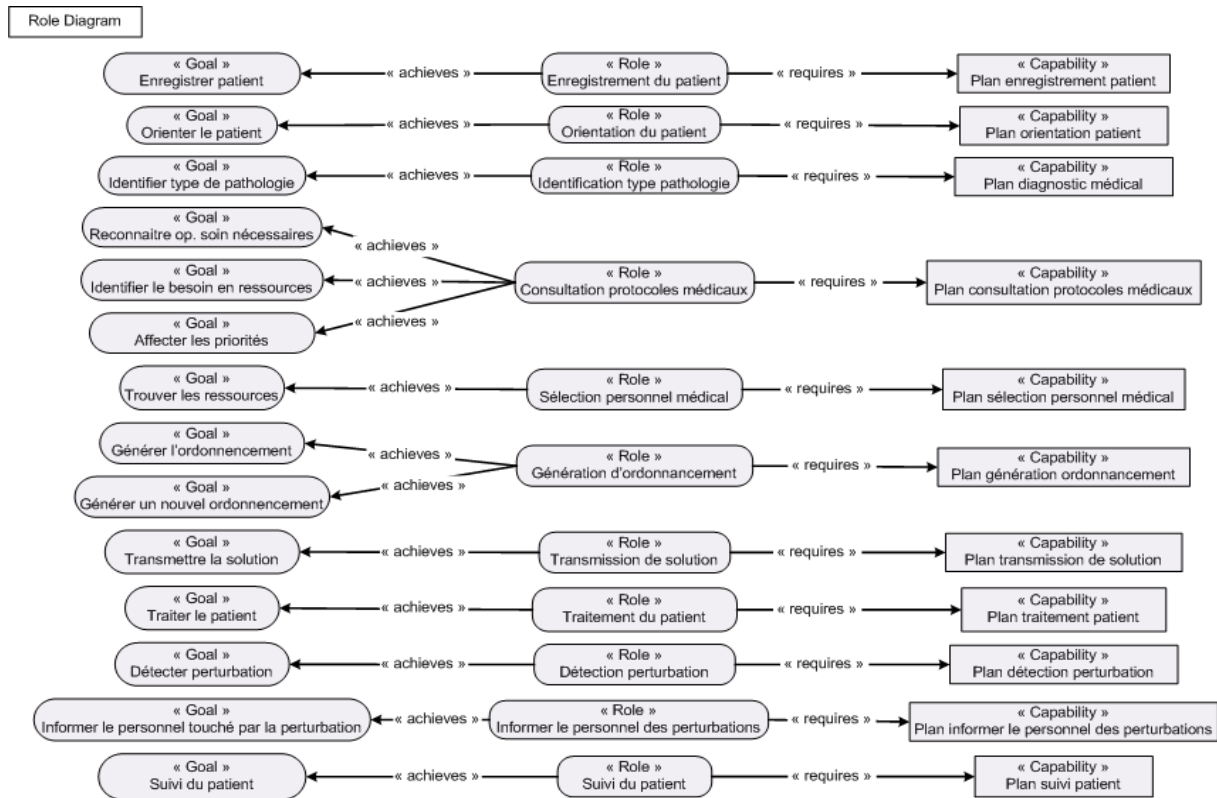 Role Diagram
« Goal »
Enregistrer patient
« achieves »
« Role »
Enregistrement du patient
« requires »
« Capability »
Plan enregistrement patient
« Goal »
Orienter le patient
« achieves »
« Role »
Orientation du patient
« requires »
« Capability »
Plan orientation patient
« Goal »
Identifier type de pathologie
« achieves »
« Role »
Identification type pathologie
« requires »
« Capability »
Plan diagnostic médical
« Goal »
Reconnaitre op. soin nécessaires
« achieves »
« Goal »
Identifier le besoin en ressources
« achieves »
« Role »
Consultation protocoles médicaux
« requires »
« Capability »
Plan consultation protocoles médicaux
« Goal »
Affecter les priorités
« achieves »
« Goal »
Trouver les ressources
« achieves »
« Role »
Sélection personnel médical
« requires »
« Capability »
Plan sélection personnel médical
« Goal »
Générer l'ordonnencement
« achieves »
« Role »
Génération d'ordonnancement
« requires »
« Capability »
Plan génération ordonnancement
« Goal »
Générer un nouvel ordonnencement
« achieves »
« Goal »
Transmettre la solution
« achieves »
« Role »
Transmission de solution
« requires »
« Capability »
Plan transmission de solution
« Goal »
Traiter le patient
« achieves »
« Role »
Traitement du patient
« requires »
« Capability »
Plan traitement patient
« Goal »
Détecter perturbation
« achieves »
« Role »
Détection perturbation
« requires »
« Capability »
Plan détection perturbation
« Goal »
Informer le personnel touché par la perturbation
« achieves »
« Role »
Informer le personnel des perturbations
« requires »
« Capability »
Plan informer le personnel des perturbations
« Goal »
Suivi du patient
« achieves »
« Role »
Suivi du patient
« requires »
« Capability »
Plan suivi patient